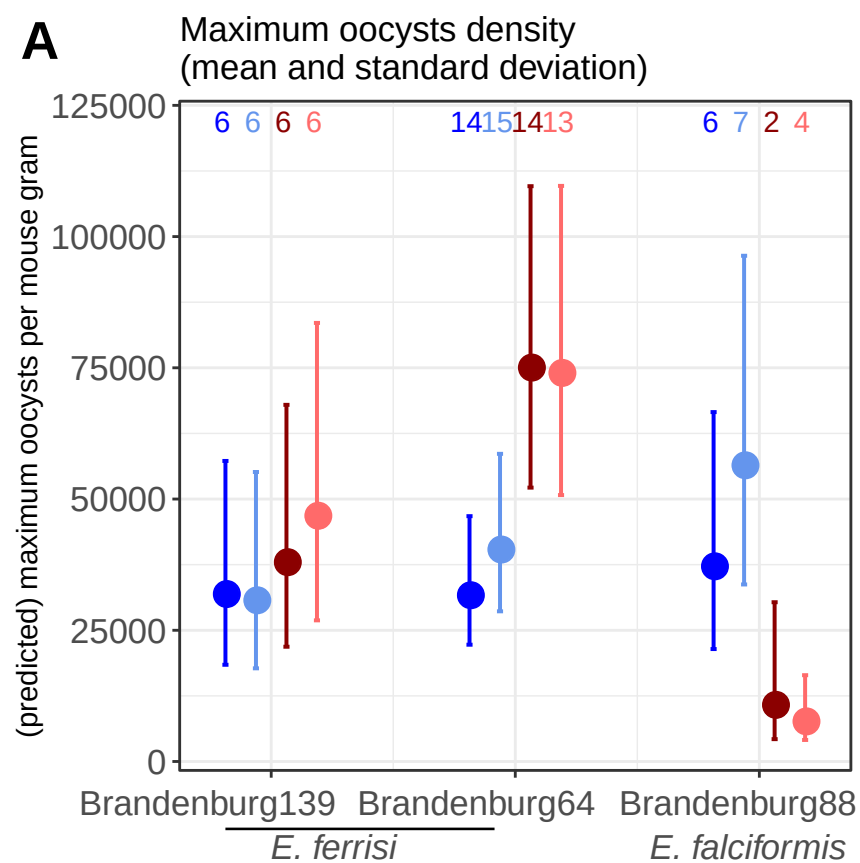 A
Maximum oocysts density
(mean and standard deviation)
(predicted) maximum oocysts per mouse gram
125000
100000
75000
50000
25000
0
6 6 6 6 14 15 14 13 6 7 2 4
Brandenburg139 Brandenburg64 Brandenburg88
E. ferrisi E. falciformis